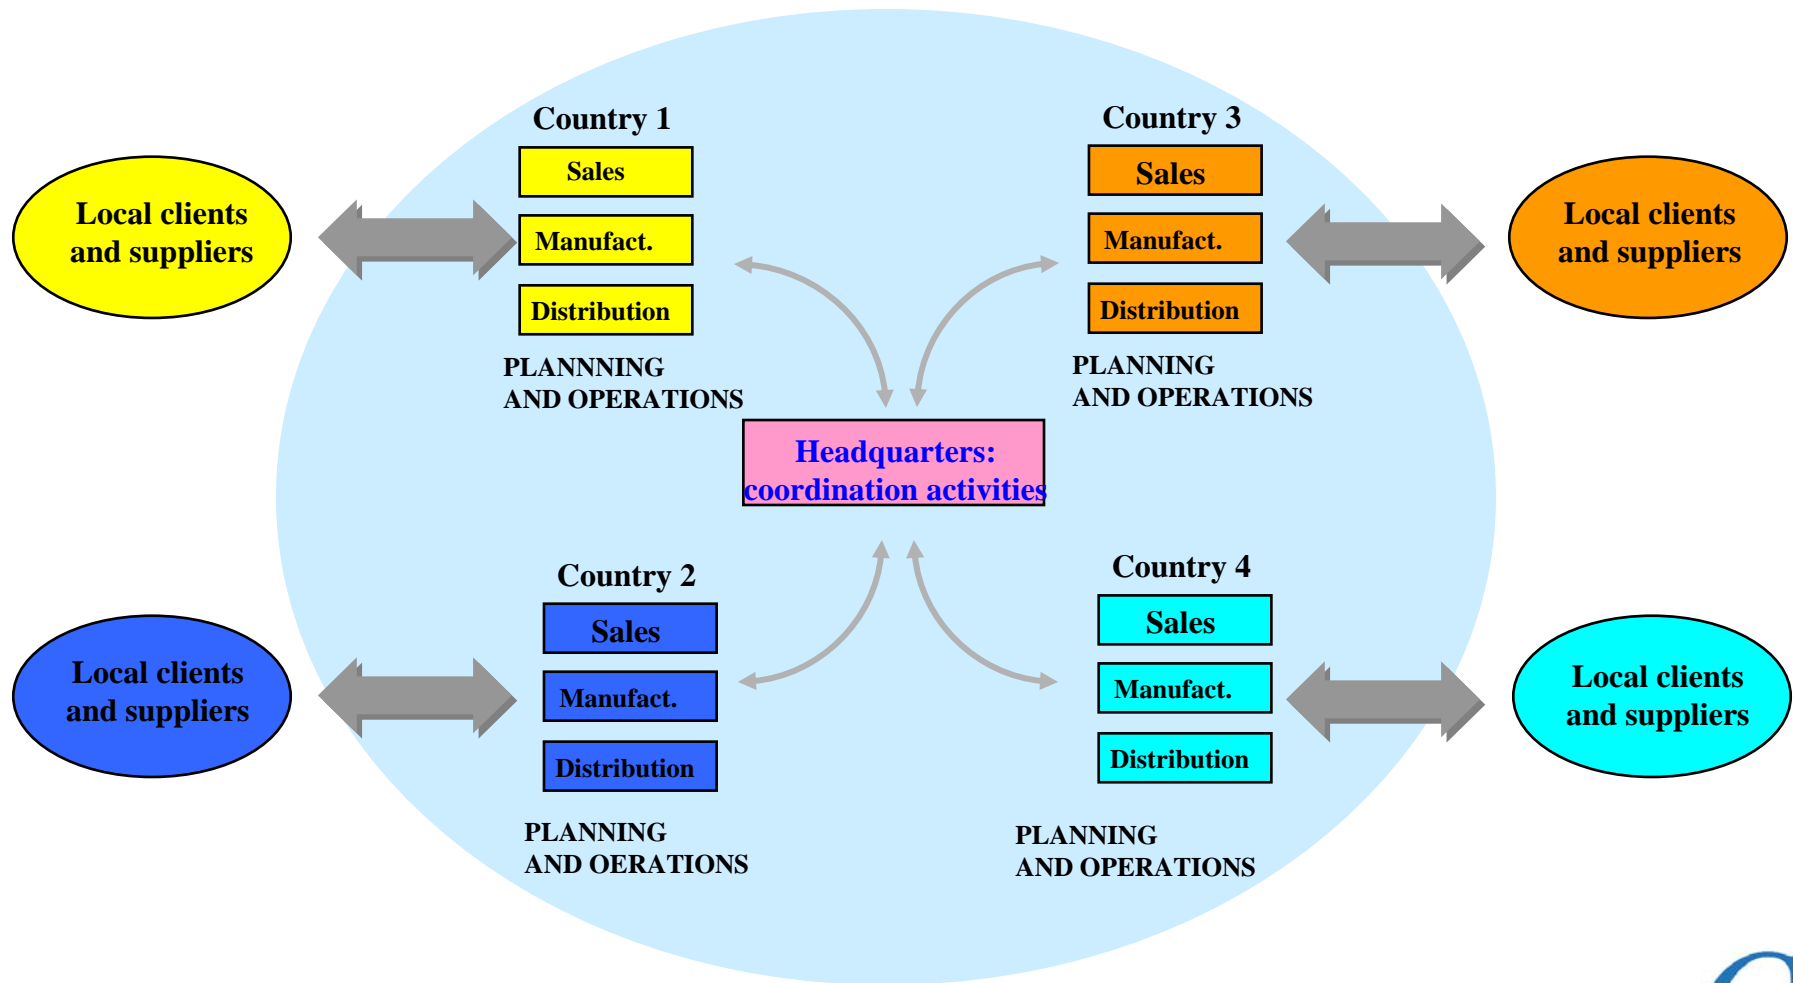 Country 1
Sales
Manufact.
Distribution
PLANNNING
AND OPERATIONS
Local clients
and suppliers
Country 3
Sales
Manufact.
Distribution
PLANNING
AND OPERATIONS
Local clients
and suppliers
Headquarters:
coordination activities
Country 2
Sales
Manufact.
Distribution
PLANNING
AND OERATIONS
Local clients
and suppliers
Country 4
Sales
Manufact.
Distribution
PLANNING
AND OPERATIONS
Local clients
and suppliers